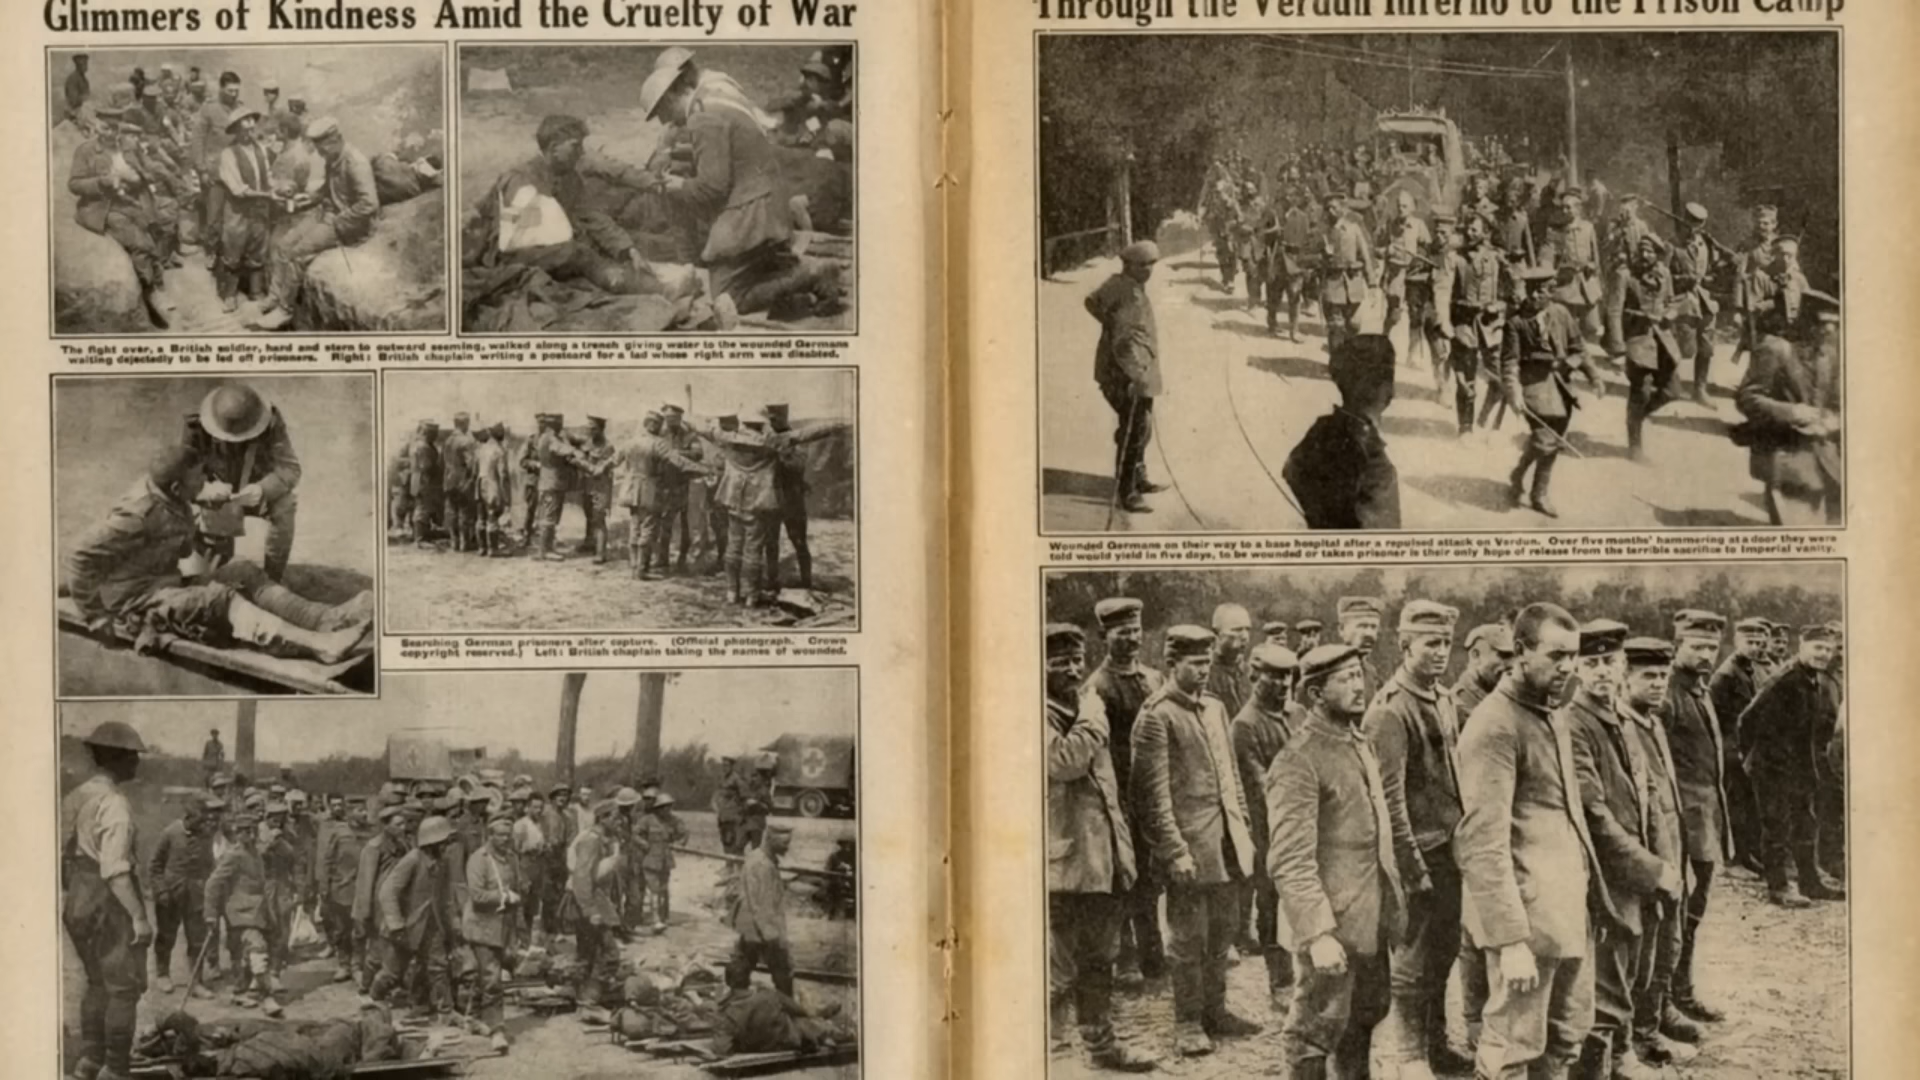 Glimmers of Kindness Amid the Cruelty of War
The fight over, a British soldier, hard and stern to outward seeming, walked along a trench giving water to the wounded Germans
waiting dejectedly to be led off prisoners. Right: British chaplain writing a postcard for a lad whose right arm was disabled.
Searching German prisoners after capture. (Official photograph. Crown
copyright reserved.) Left: British chaplain taking the names of wounded.
Through the Verdun Inferno to the Prison Camp
Wounded Germans on their way to a base hospital after a repulsed attack on Verdun. Over five months' hammering at a door they were
told would yield in five days, to be wounded or taken prisoner is their only hope of release from the terrible sacrifice to Imperial vanity.